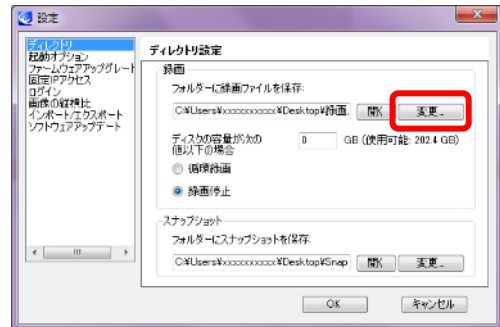 設定
ディレクトリ
起動オプション
ファームウェアアップグレート
固定IPアクセス
ログイン
画像の縦横比
インポート/エクスポート
ソフトウェアアップデート
ディレクトリ設定
録画
フォルダーに録画ファイルを保存:
C:¥Users¥xxxxxxxxxx¥Desktop¥録画.
開く
変更..
ディスクの容量が次の
値以下の場合
0
GB (使用可能: 202.4 GB)
循環録画
録画停止
スナップショット
フォルダーにスナップショットを保存:
C:¥Users¥xxxxxxxxxx¥Desktop¥Snap
開く
変更..
OK
キャンセル